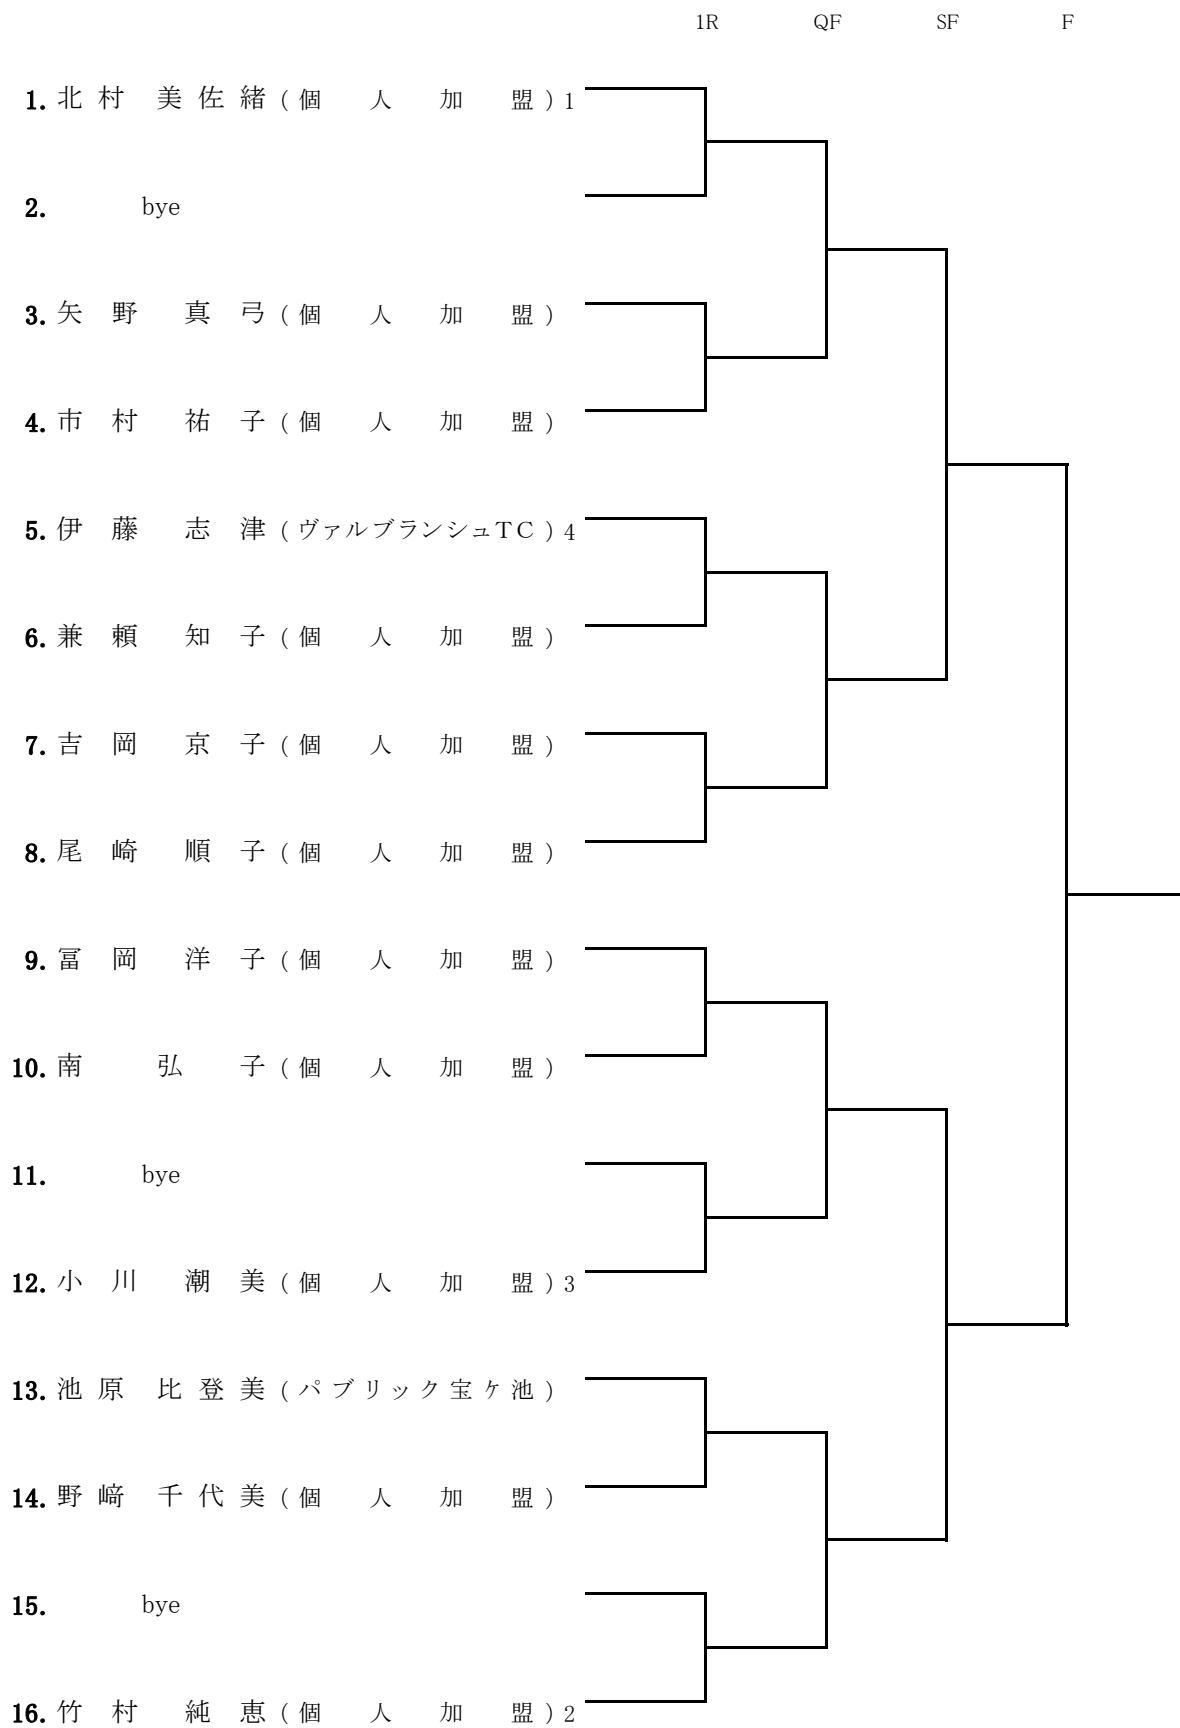 1R QF SF F
1. 北村 美佐緒 (個人加盟) 1
2. bye
3. 矢野 真弓 (個人加盟)
4. 市村 祐子 (個人加盟)
5. 伊藤 志津 (ヴァルブランシュTC) 4
6. 兼頼 知子 (個人加盟)
7. 吉岡 京子 (個人加盟)
8. 尾崎 順子 (個人加盟)
9. 冨岡 洋子 (個人加盟)
10. 南 弘子 (個人加盟)
11. bye
12. 小川 潮美 (個人加盟) 3
13. 池原 比登美 (パブリック宝ケ池)
14. 野﨑 千代美 (個人加盟)
15. bye
16. 竹村 純恵 (個人加盟) 2